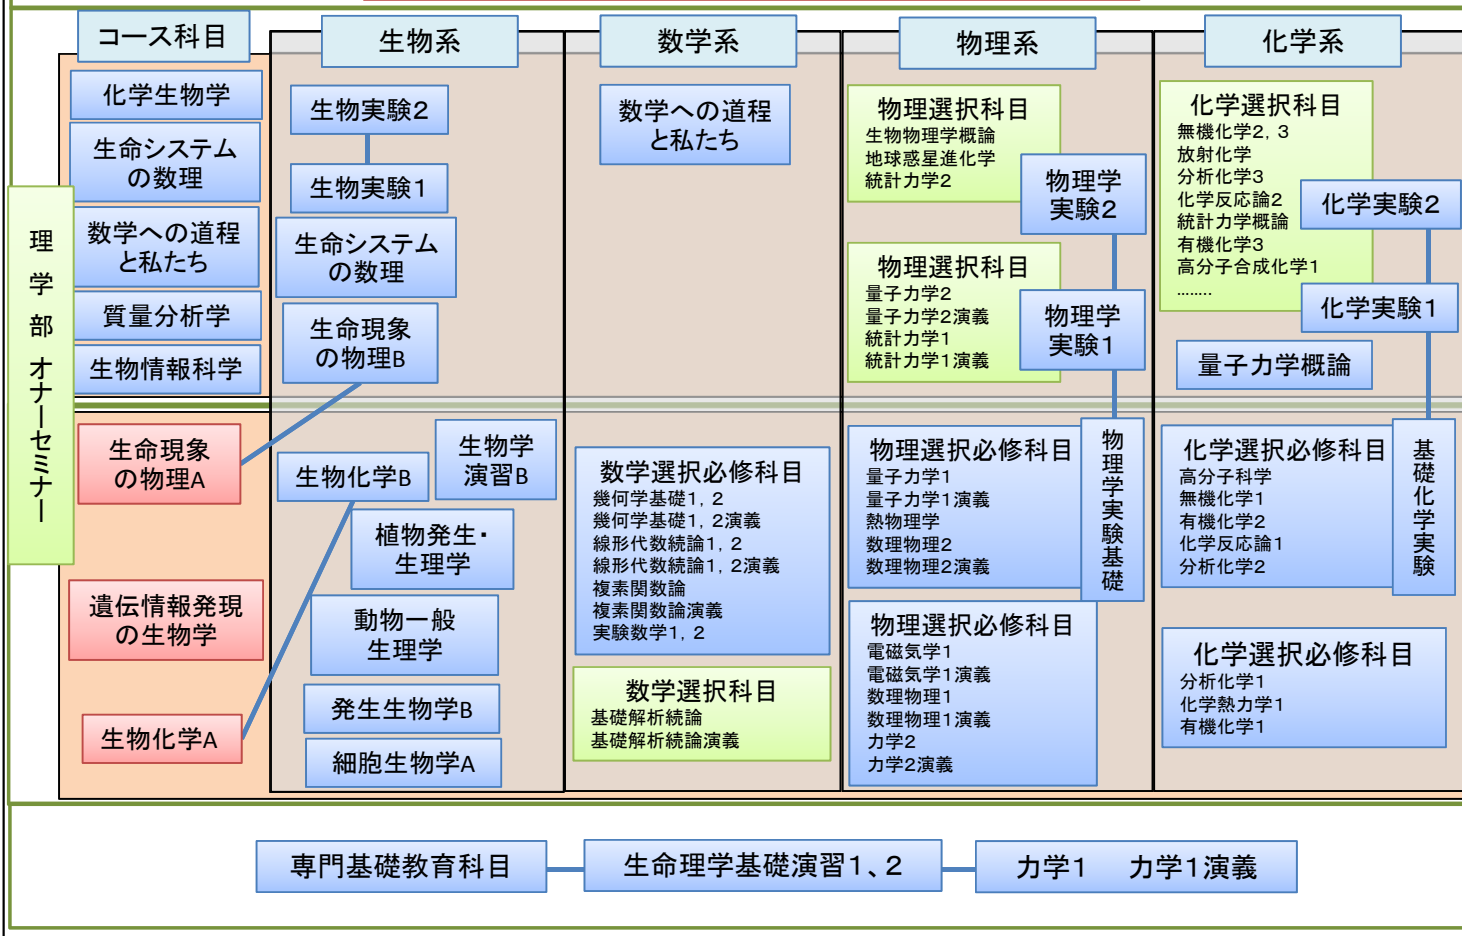 コース科目
化学生物学
生命システム
の数理
数学への道程
と私たち
質量分析学
生物情報科学
理学部オナーセミナー
生命現象
の物理A
遺伝情報発現
の生物学
生物化学A
生物系
生物実験2
生物実験1
生命システム
の数理
生命現象
の物理B
生物学
演習B
生物化学B
植物発生・
生理学
動物一般
生理学
発生生物学B
細胞生物学A
数学系
数学への道程
と私たち
数学選択必修科目
幾何学基礎1, 2
幾何学基礎1, 2演義
線形代数続論1, 2
線形代数続論1, 2演義
複素関数論
複素関数論演義
実験数学1, 2
数学選択科目
基礎解析続論
基礎解析続論演義
物理系
物理選択科目
生物物理学概論
地球惑星進化学
統計力学2
物理学
実験2
物理選択科目
量子力学2
量子力学2演義
統計力学1
統計力学1演義
物理学
実験1
物理選択必修科目
量子力学1
量子力学1演義
熱物理学
数理物理2
数理物理2演義
物理学実験基礎
物理選択必修科目
電磁気学1
電磁気学1演義
数理物理1
数理物理1演義
力学2
力学2演義
化学系
化学選択科目
無機化学2, 3
放射化学
分析化学3
化学反応論2
統計力学概論
有機化学3
高分子合成化学1
........
化学実験2
化学実験1
量子力学概論
化学選択必修科目
高分子科学
無機化学1
有機化学2
化学反応論1
分析化学2
基礎化学実験
化学選択必修科目
分析化学1
化学熱力学1
有機化学1
専門基礎教育科目
生命理学基礎演習1、2
力学1 力学1演義